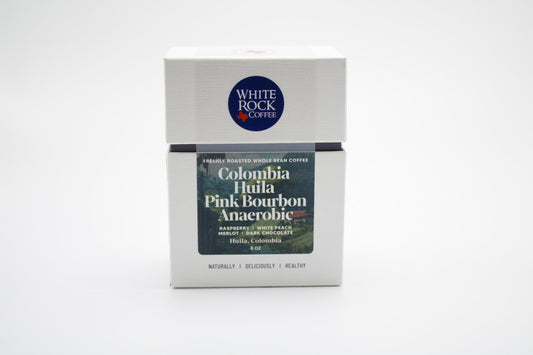 WHITE
ROCK
COFFEE
FRESHLY ROASTED WHOLE BEAN COFFEE
Colombia
Huila
Pink Bourbon
Anaerobic
RASPBERRY | WHITE PEACH
MERLOT | DARK CHOCOLATE
Huila, Colombia
6 OZ
NATURALLY | DELICIOUSLY | HEALTHY